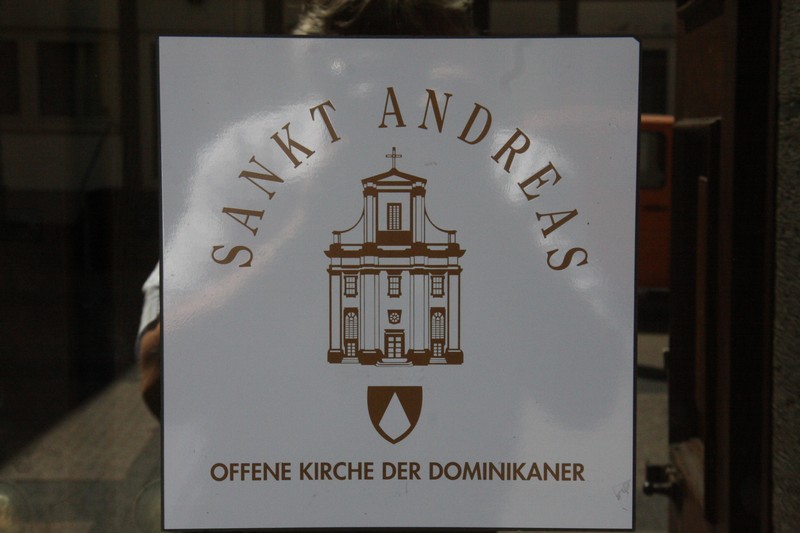 SANKT ANDREAS
OFFENE KIRCHE DER DOMINIKANER